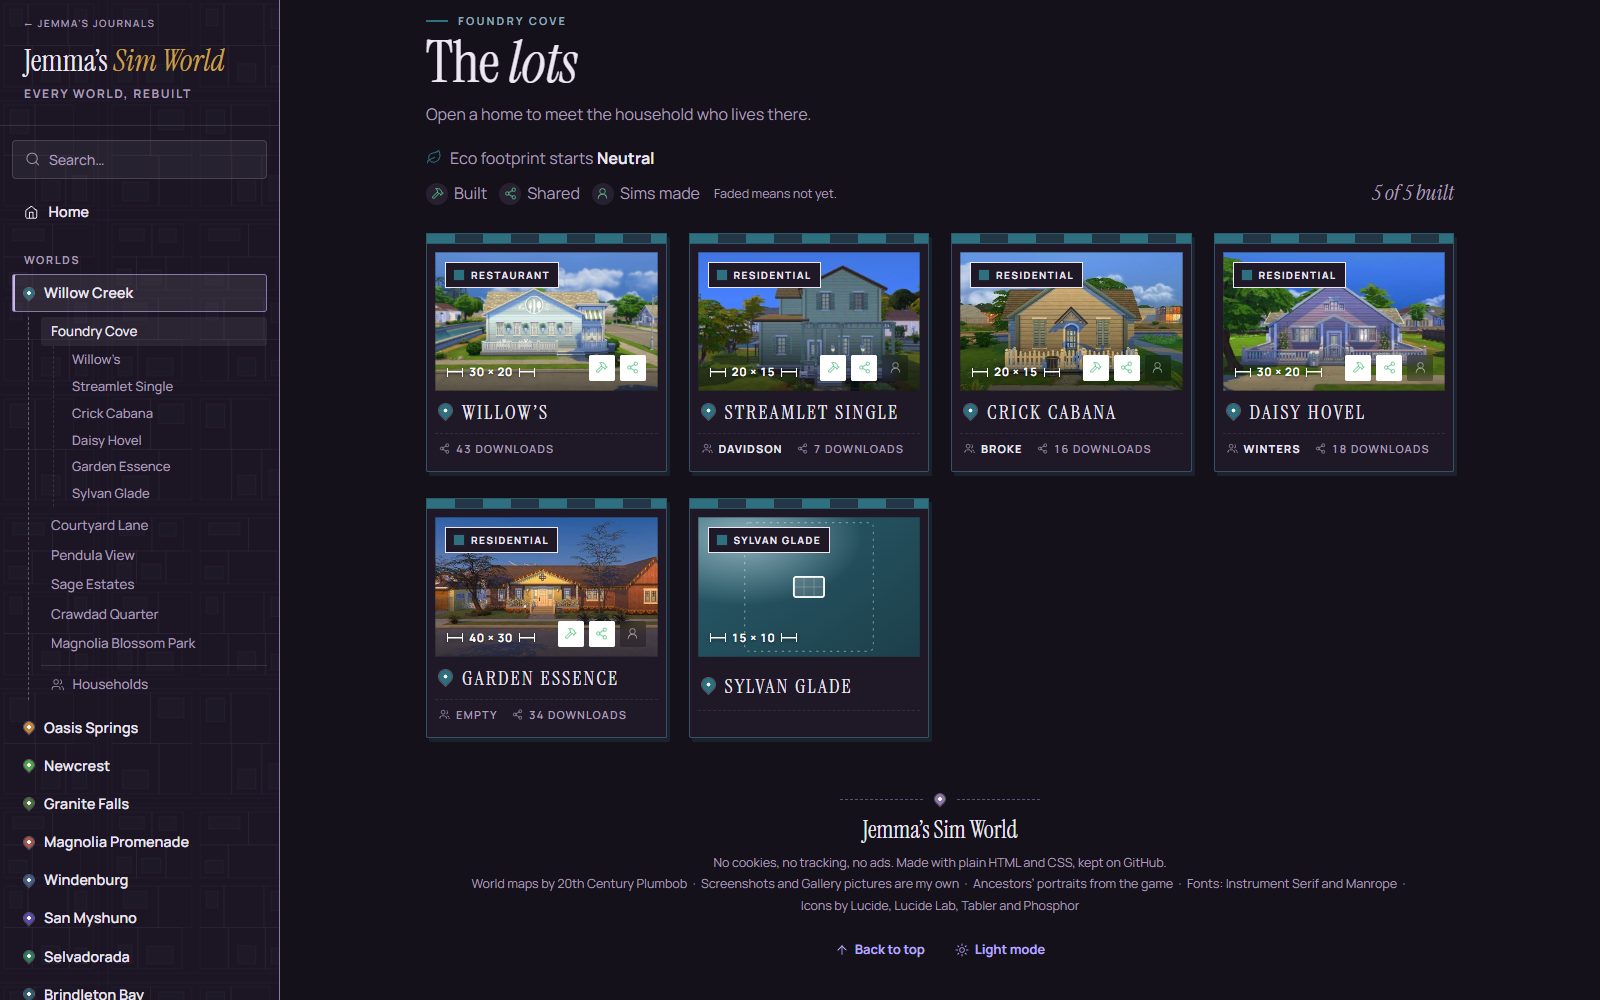 ← JEMMA'S JOURNALS
Jemma's Sim World
EVERY WORLD, REBUILT
Search...
Home
WORLDS
Willow Creek
Foundry Cove
Willow's
Streamlet Single
Crick Cabana
Daisy Hovel
Garden Essence
Sylvan Glade
Courtyard Lane
Pendula View
Sage Estates
Crawdad Quarter
Magnolia Blossom Park
Households
Oasis Springs
Newcrest
Granite Falls
Magnolia Promenade
Windenburg
San Myshuno
Selvadorada
Brindleton Bay
FOUNDRY COVE
The lots
Open a home to meet the household who lives there.
Eco footprint starts Neutral
Built Shared Sims made Faded means not yet.
5 of 5 built
RESTAURANT
30 × 20
WILLOW'S
43 DOWNLOADS
RESIDENTIAL
20 × 15
STREAMLET SINGLE
DAVIDSON 7 DOWNLOADS
RESIDENTIAL
20 × 15
CRICK CABANA
BROKE 16 DOWNLOADS
RESIDENTIAL
30 × 20
DAISY HOVEL
WINTERS 18 DOWNLOADS
RESIDENTIAL
40 × 30
GARDEN ESSENCE
EMPTY 34 DOWNLOADS
SYLVAN GLADE
15 × 10
SYLVAN GLADE
Jemma's Sim World
No cookies, no tracking, no ads. Made with plain HTML and CSS, kept on GitHub.
World maps by 20th Century Plumbob · Screenshots and Gallery pictures are my own · Ancestors' portraits from the game · Fonts: Instrument Serif and Manrope ·
Icons by Lucide, Lucide Lab, Tabler and Phosphor
↑ Back to top
Light mode